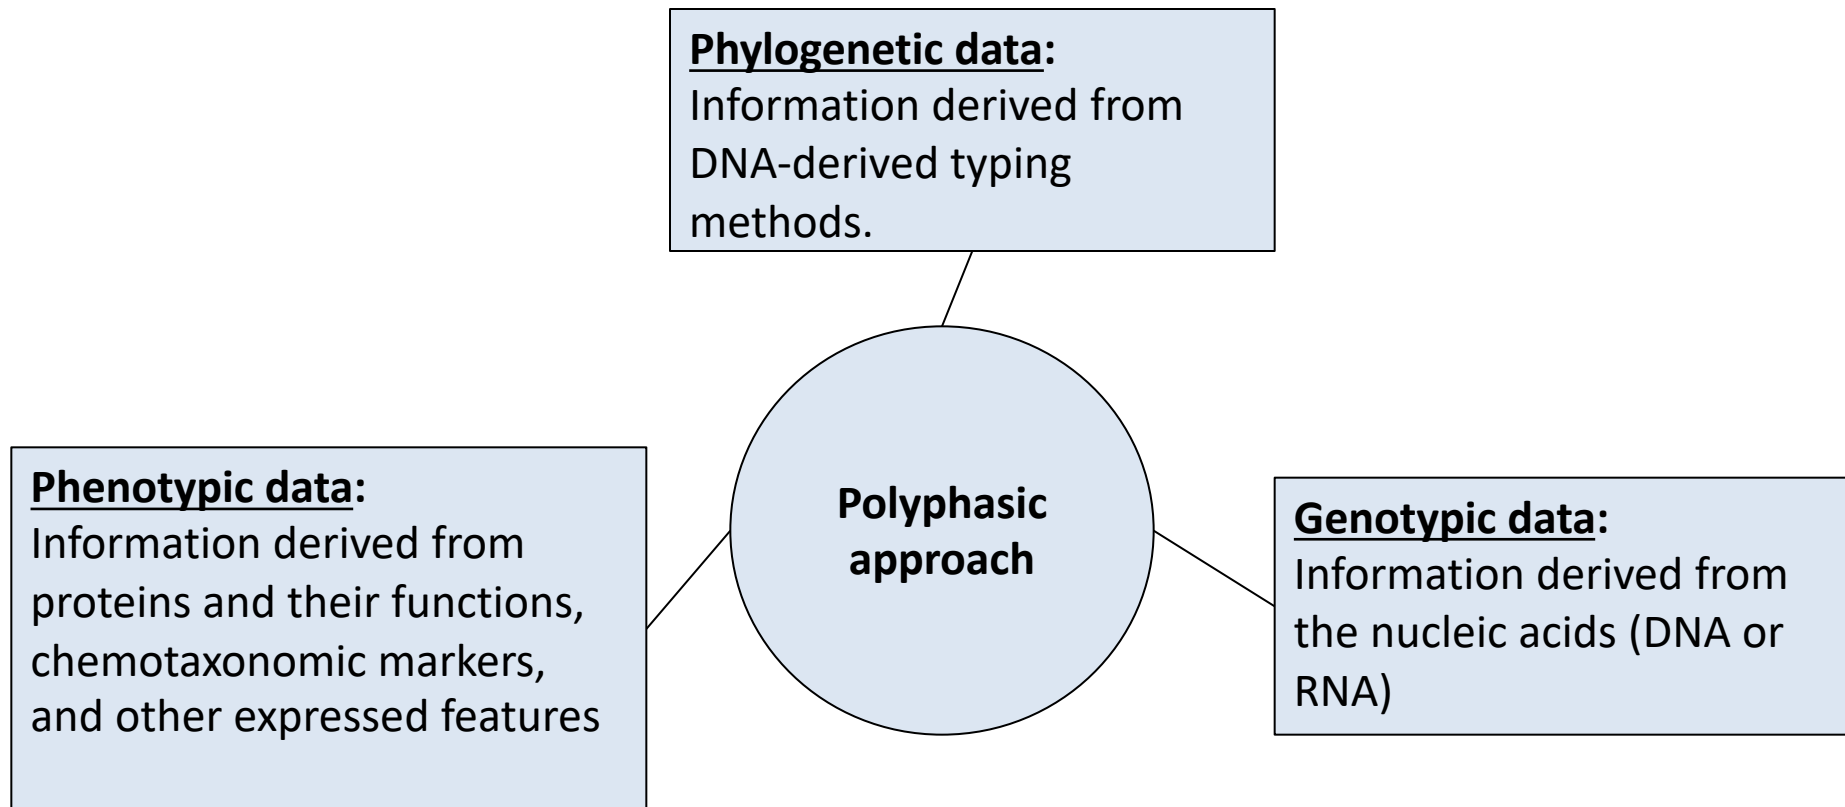 Phylogenetic data:
Information derived from
DNA-derived typing
methods.
Polyphasic
approach
Phenotypic data:
Information derived from
proteins and their functions,
chemotaxonomic markers,
and other expressed features
Genotypic data:
Information derived from
the nucleic acids (DNA or
RNA)